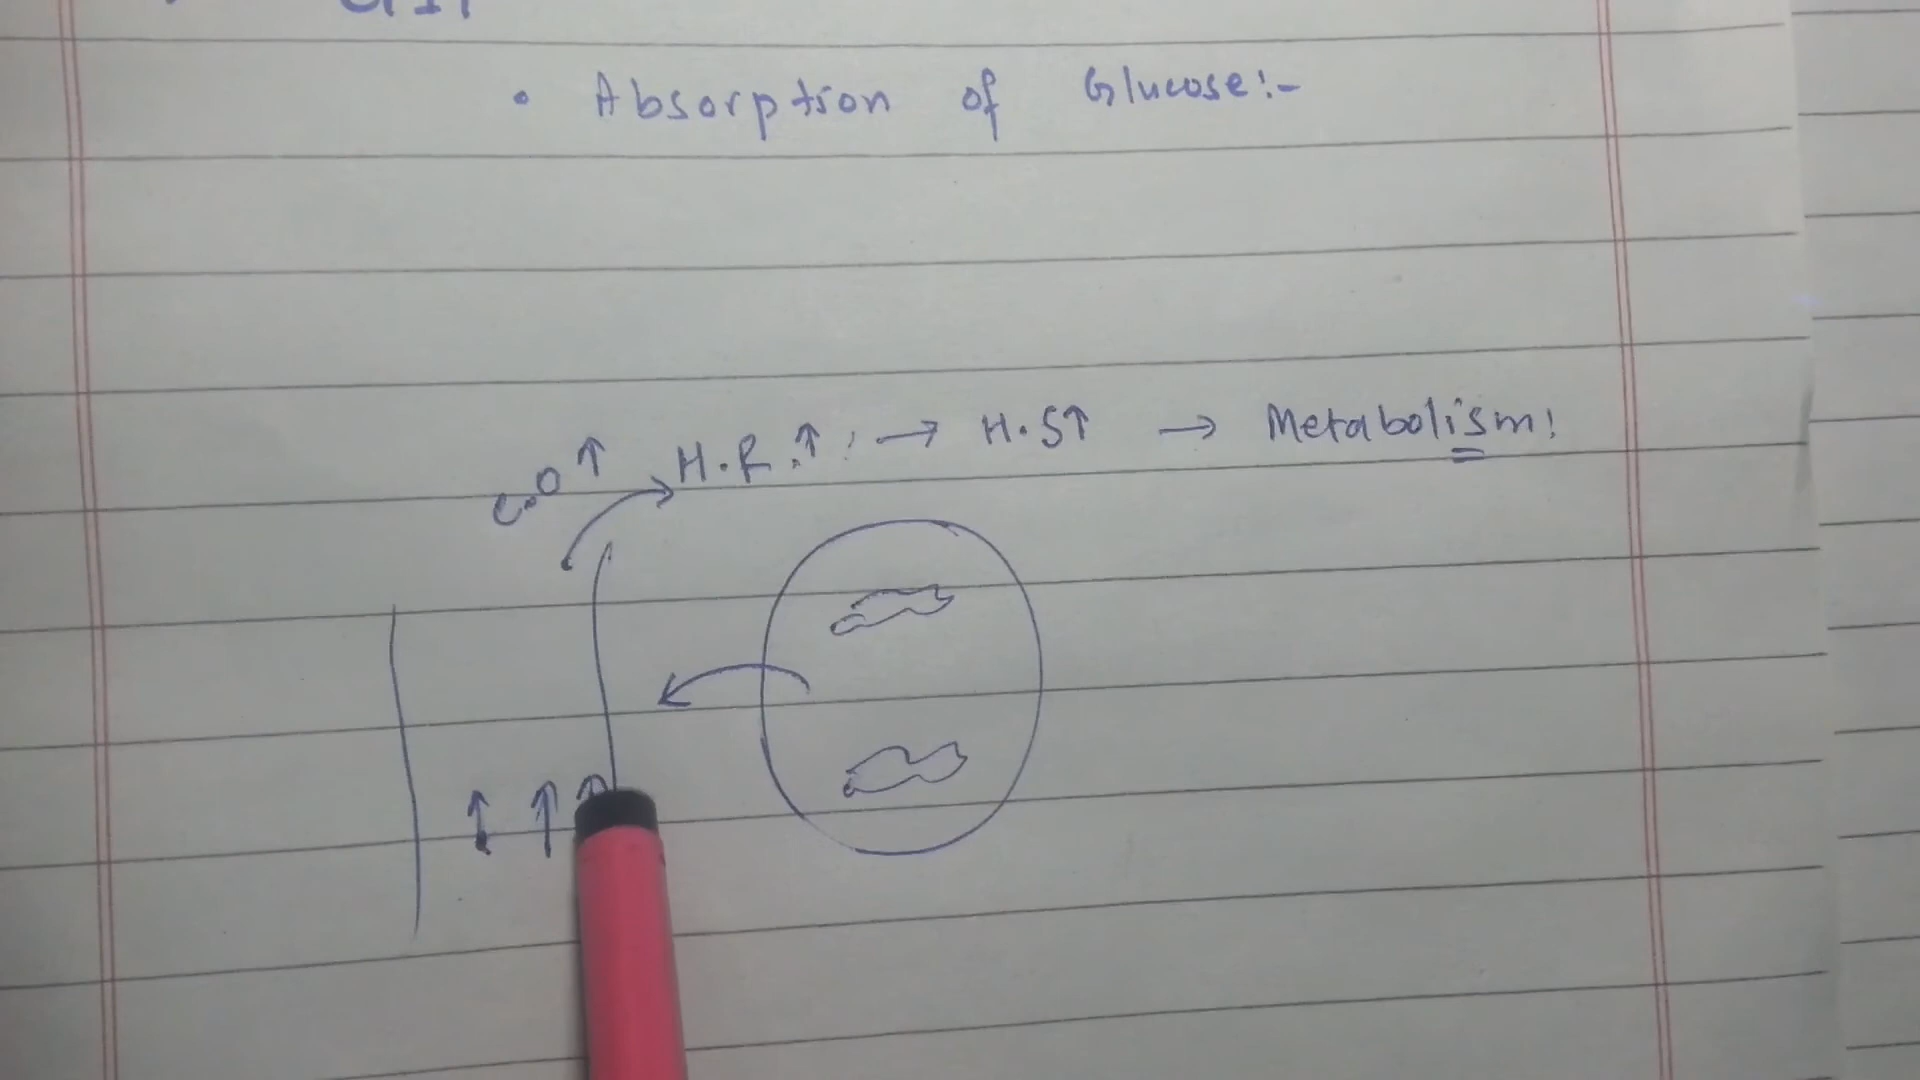 • Absorption of Glucose:-
C.O ↑ H.R.↑ → H.S↑ → Metabolism!
↑ ↑ ↑